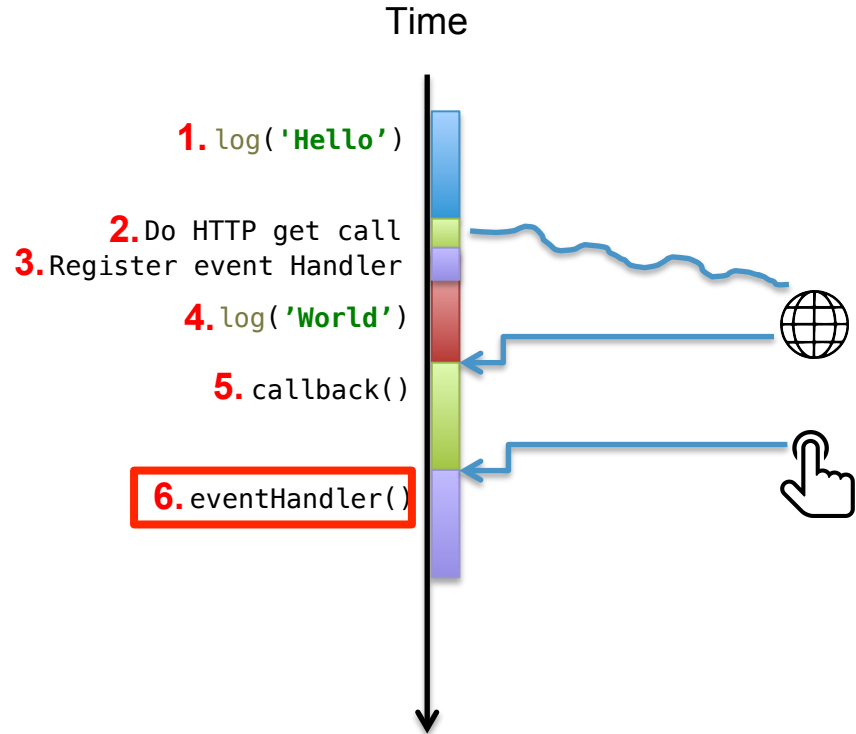 Time
1. log('Hello’)
2. Do HTTP get call
3. Register event Handler
4. log(’World’)
5. callback()
6. eventHandler()